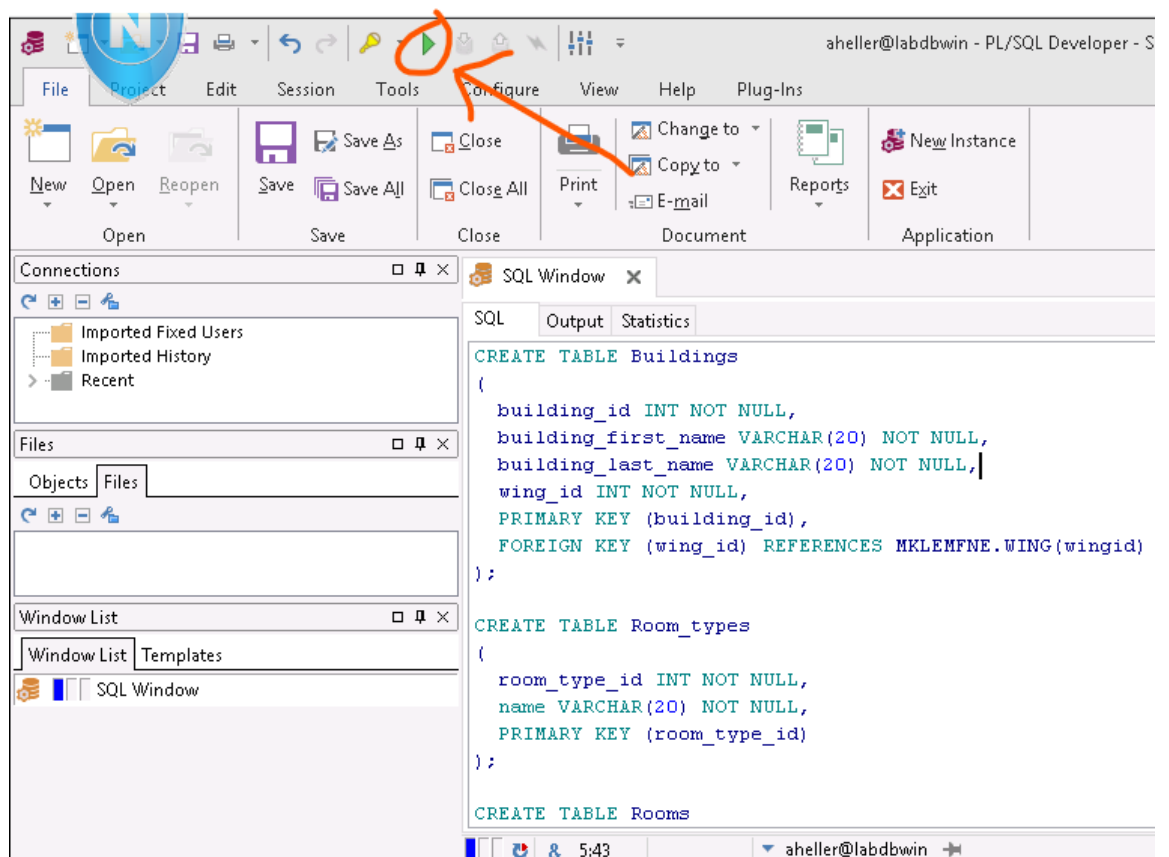 N
aheller@labdbwin - PL/SQL Developer - S
File Project Edit Session Tools Configure View Help Plug-Ins
New Open Reopen Save Save As Save All Close Close All Print Change to Copy to E-mail Reports New Instance Exit
Open Save Close Document Application
Connections
Imported Fixed Users
Imported History
Recent
Files
Objects Files
Window List
Window List Templates
SQL Window
SQL Window
SQL Output Statistics
CREATE TABLE Buildings
(
building_id INT NOT NULL,
building_first_name VARCHAR(20) NOT NULL,
building_last_name VARCHAR(20) NOT NULL,
wing_id INT NOT NULL,
PRIMARY KEY (building_id),
FOREIGN KEY (wing_id) REFERENCES MKLEMFNE.WING(wingid)
);
CREATE TABLE Room_types
(
room_type_id INT NOT NULL,
name VARCHAR(20) NOT NULL,
PRIMARY KEY (room_type_id)
);
CREATE TABLE Rooms
& 5:43 aheller@labdbwin